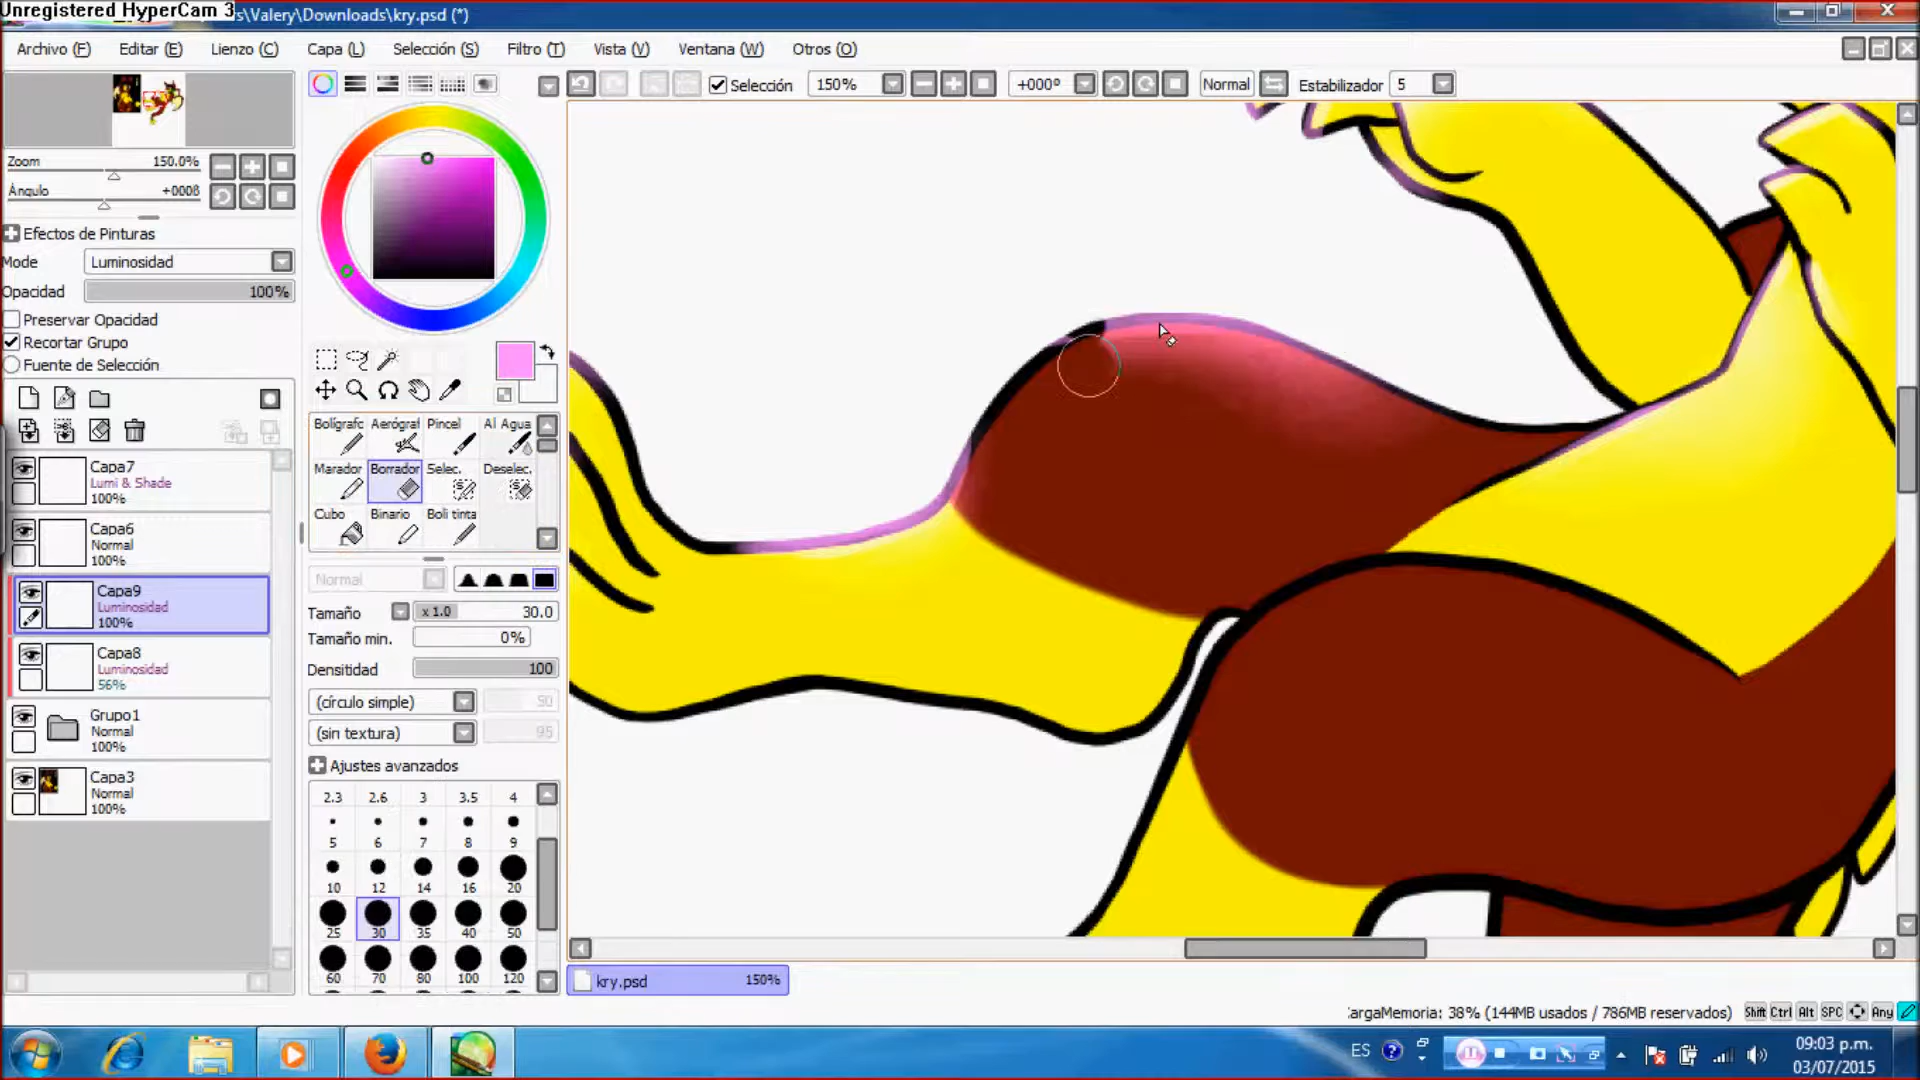 Unregistered HyperCam 3
s\Valery\Downloads\kry.psd (*)
Archivo (F) Editar (E) Lienzo (C) Capa (L) Selección (S) Filtro (T) Vista (V) Ventana (W) Otros (O)
Selección 150% +000º Normal Estabilizador 5
Zoom 150.0%
Ángulo +000ß
Efectos de Pinturas
Mode Luminosidad
Opacidad 100%
Preservar Opacidad
Recortar Grupo
Fuente de Selección
Capa7
Lumi & Shade
100%
Capa6
Normal
100%
Capa9
Luminosidad
100%
Capa8
Luminosidad
56%
Grupo1
Normal
100%
Capa3
Normal
100%
Bolígrafc Aerógraf Pincel Al Agua
Marador Borrador Selec. Deselec.
Cubo Binario Boli tinta
Normal
Tamaño x 1.0 30.0
Tamaño min. 0%
Densitidad 100
(círculo simple) 50
(sin textura) 95
Ajustes avanzados
2.3 2.6 3 3.5 4
5 6 7 8 9
10 12 14 16 20
25 30 35 40 50
60 70 80 100 120
kry.psd 150%
:argaMemoria: 38% (144MB usados / 786MB reservados) Shift Ctrl Alt SPC Any
ES
09:03 p.m.
03/07/2015